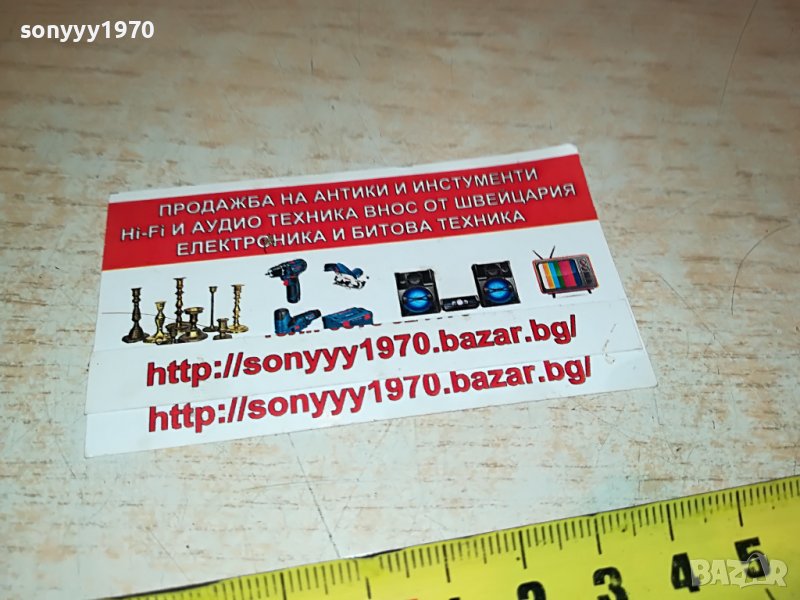 sonyyy1970
sonyyy1970
ПРОДАЖБА НА АНТИКИ И ИНСТУМЕНТИ
Hi-Fi И АУДИО ТЕХНИКА ВНОС ОТ ШВЕЙЦАРИЯ
ЕЛЕКТРОНИКА И БИТОВА ТЕХНИКА
http://sonyyy1970.bazar.bg/
http://sonyyy1970.bazar.bg/
2 3 4 5
BAZAR